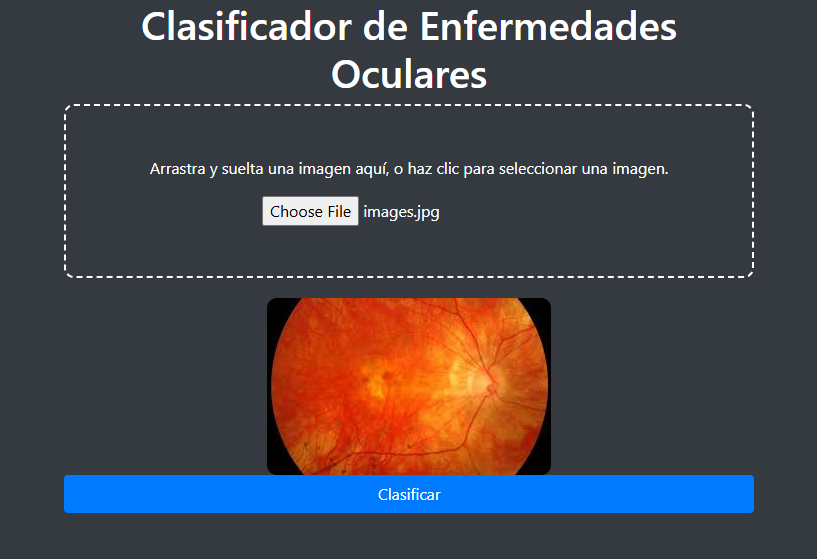 Clasificador de Enfermedades
Oculares
Arrastra y suelta una imagen aquí, o haz clic para seleccionar una imagen.
Choose File images.jpg
Clasificar